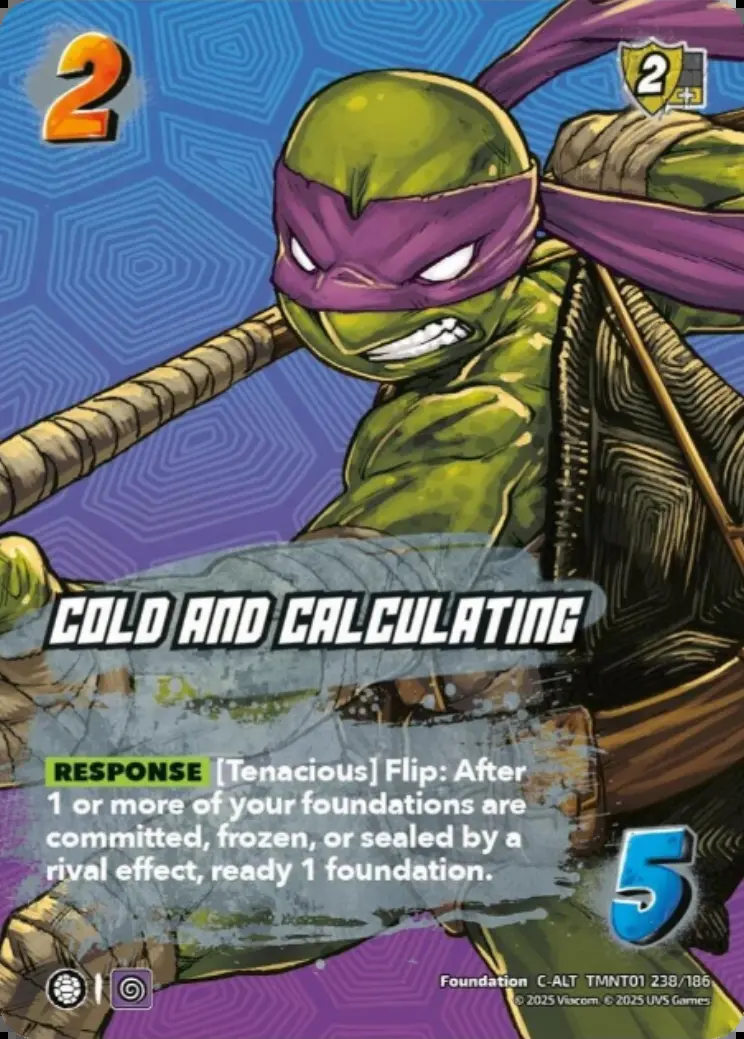 2
2
+
COLD AND CALCULATING
RESPONSE [Tenacious] Flip: After
1 or more of your foundations are
committed, frozen, or sealed by a
rival effect, ready 1 foundation.
5
Foundation C-ALT TMNT01 238/186
© 2025 Viacom. © 2025 UVS Games